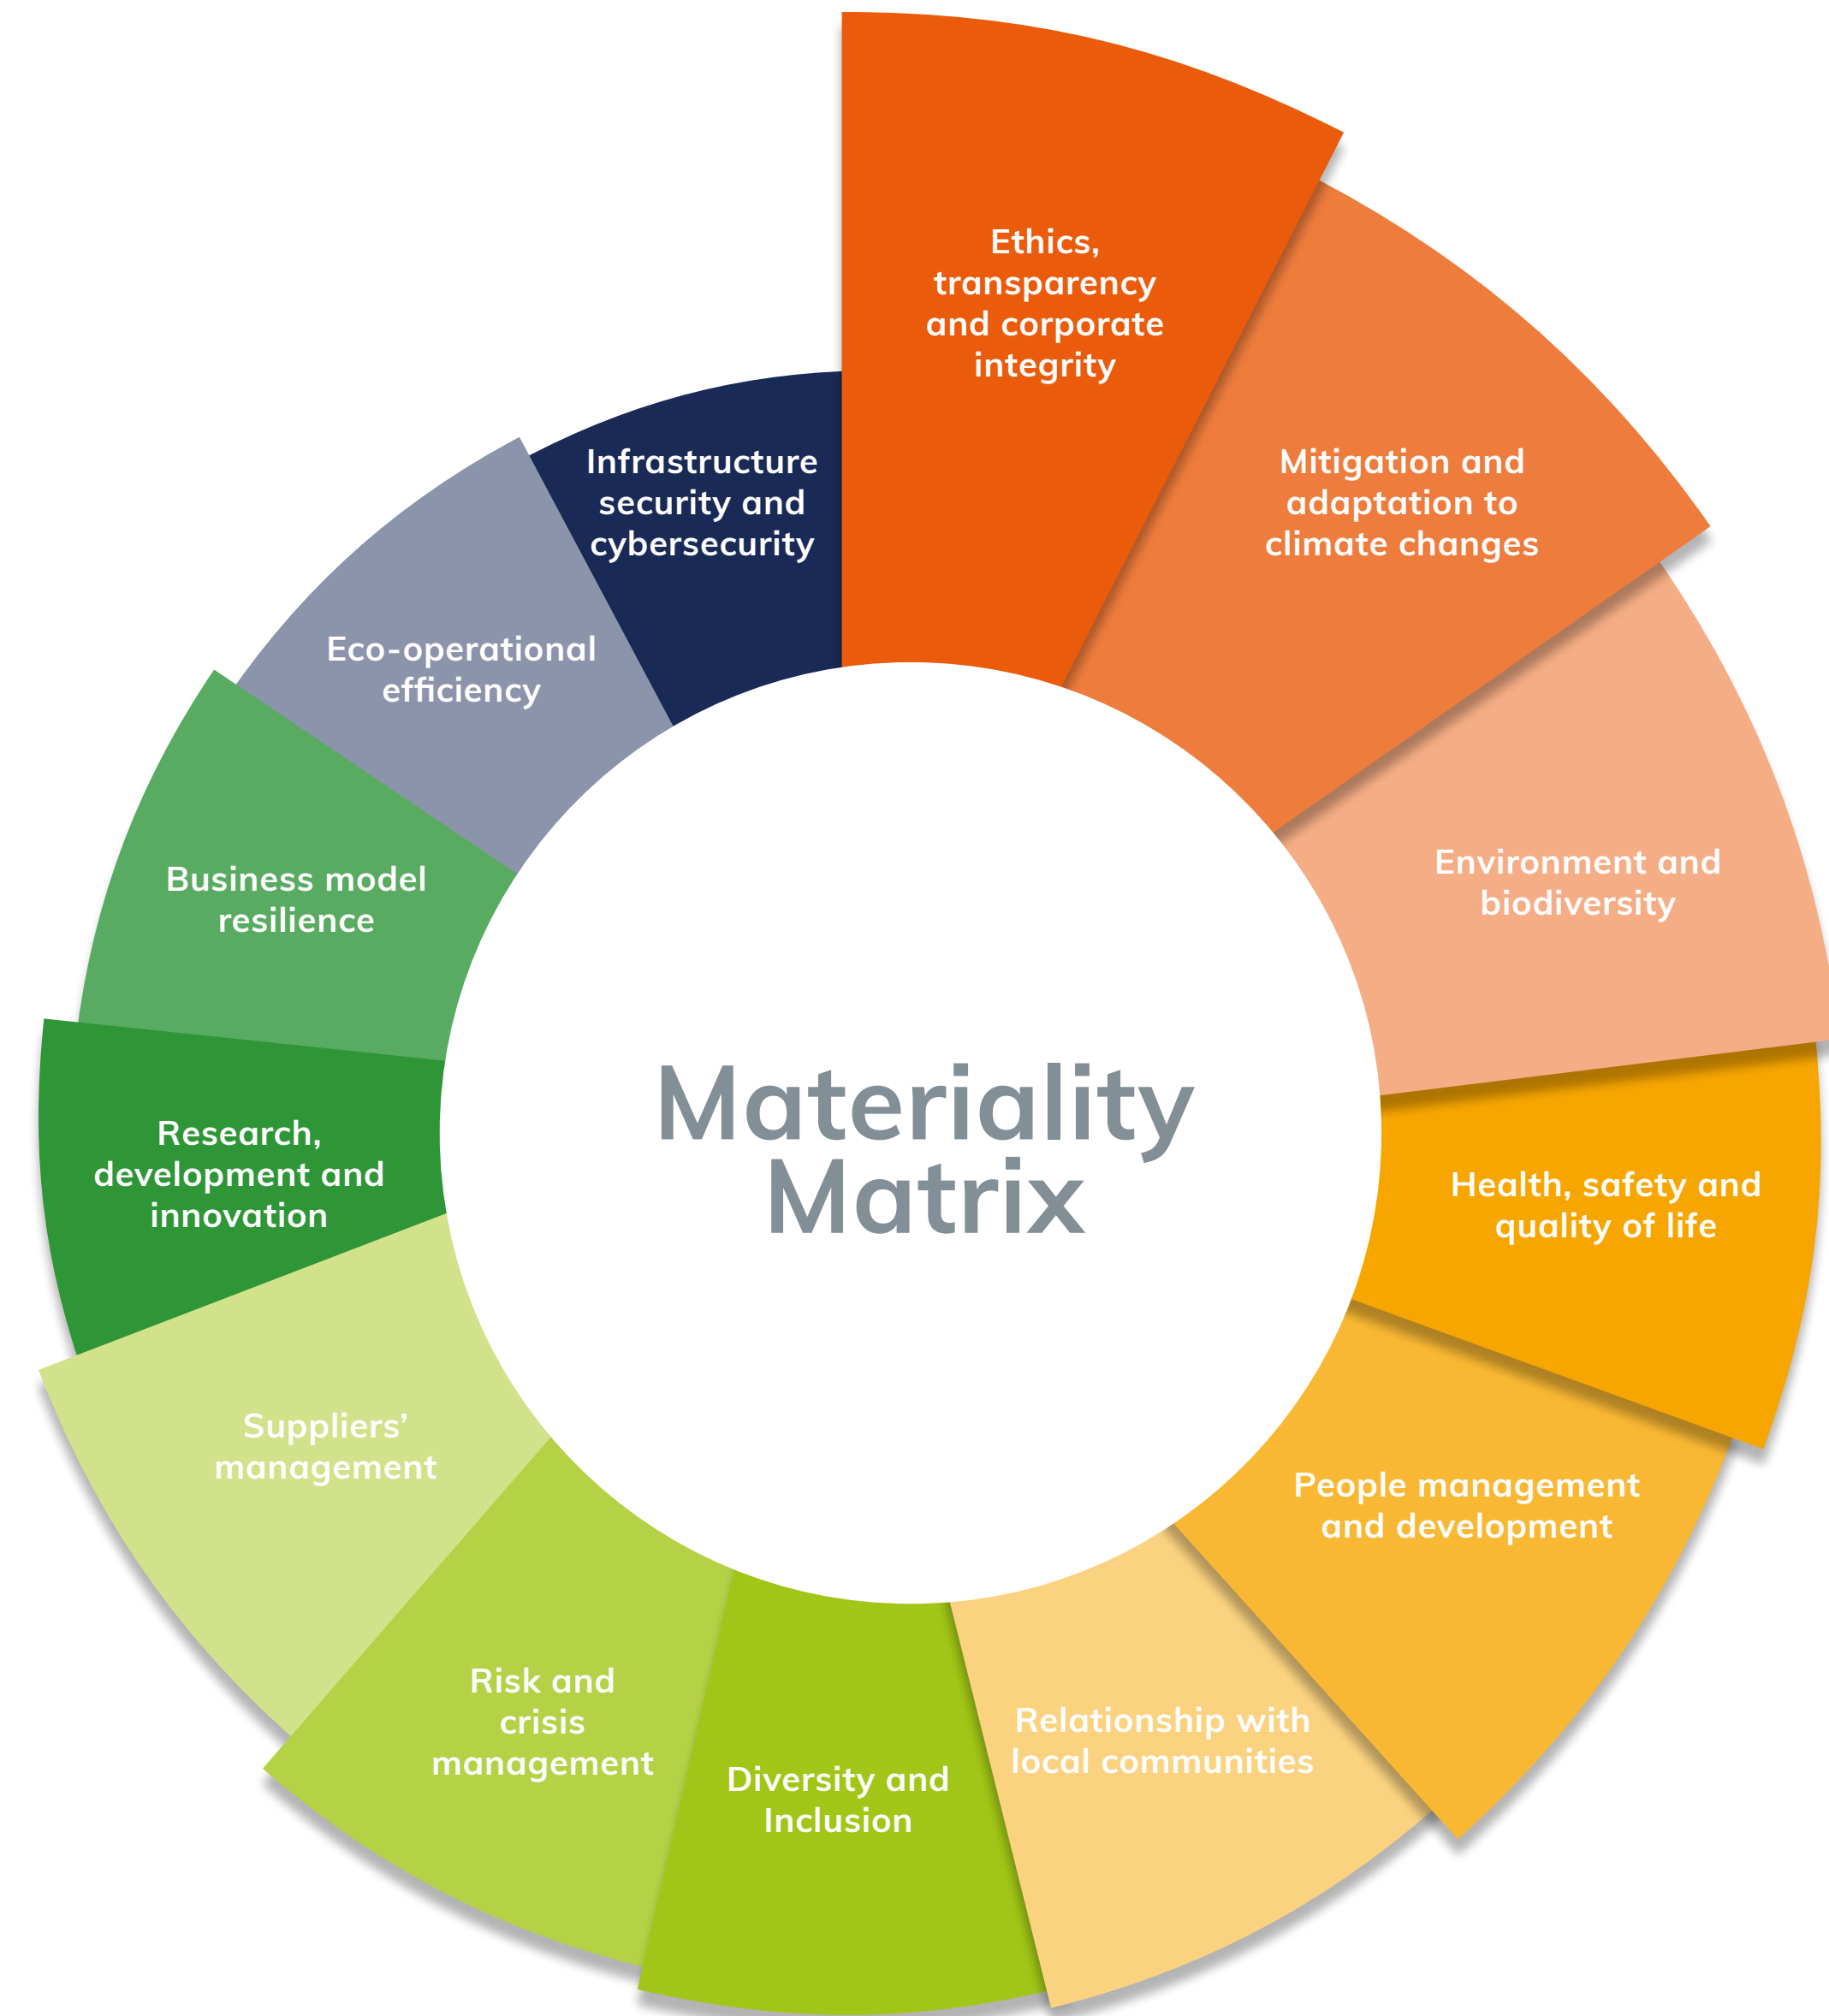 Ethics,
transparency
and corporate
integrity
Mitigation and
adaptation to
climate changes
Environment and
biodiversity
Health, safety and
quality of life
People management
and development
Relationship with
local communities
Diversity and
Inclusion
Risk and
crisis
management
Suppliers’
management
Research,
development and
innovation
Business model
resilience
Eco-operational
efficiency
Infrastructure
security and
cybersecurity
Materiality
Matrix